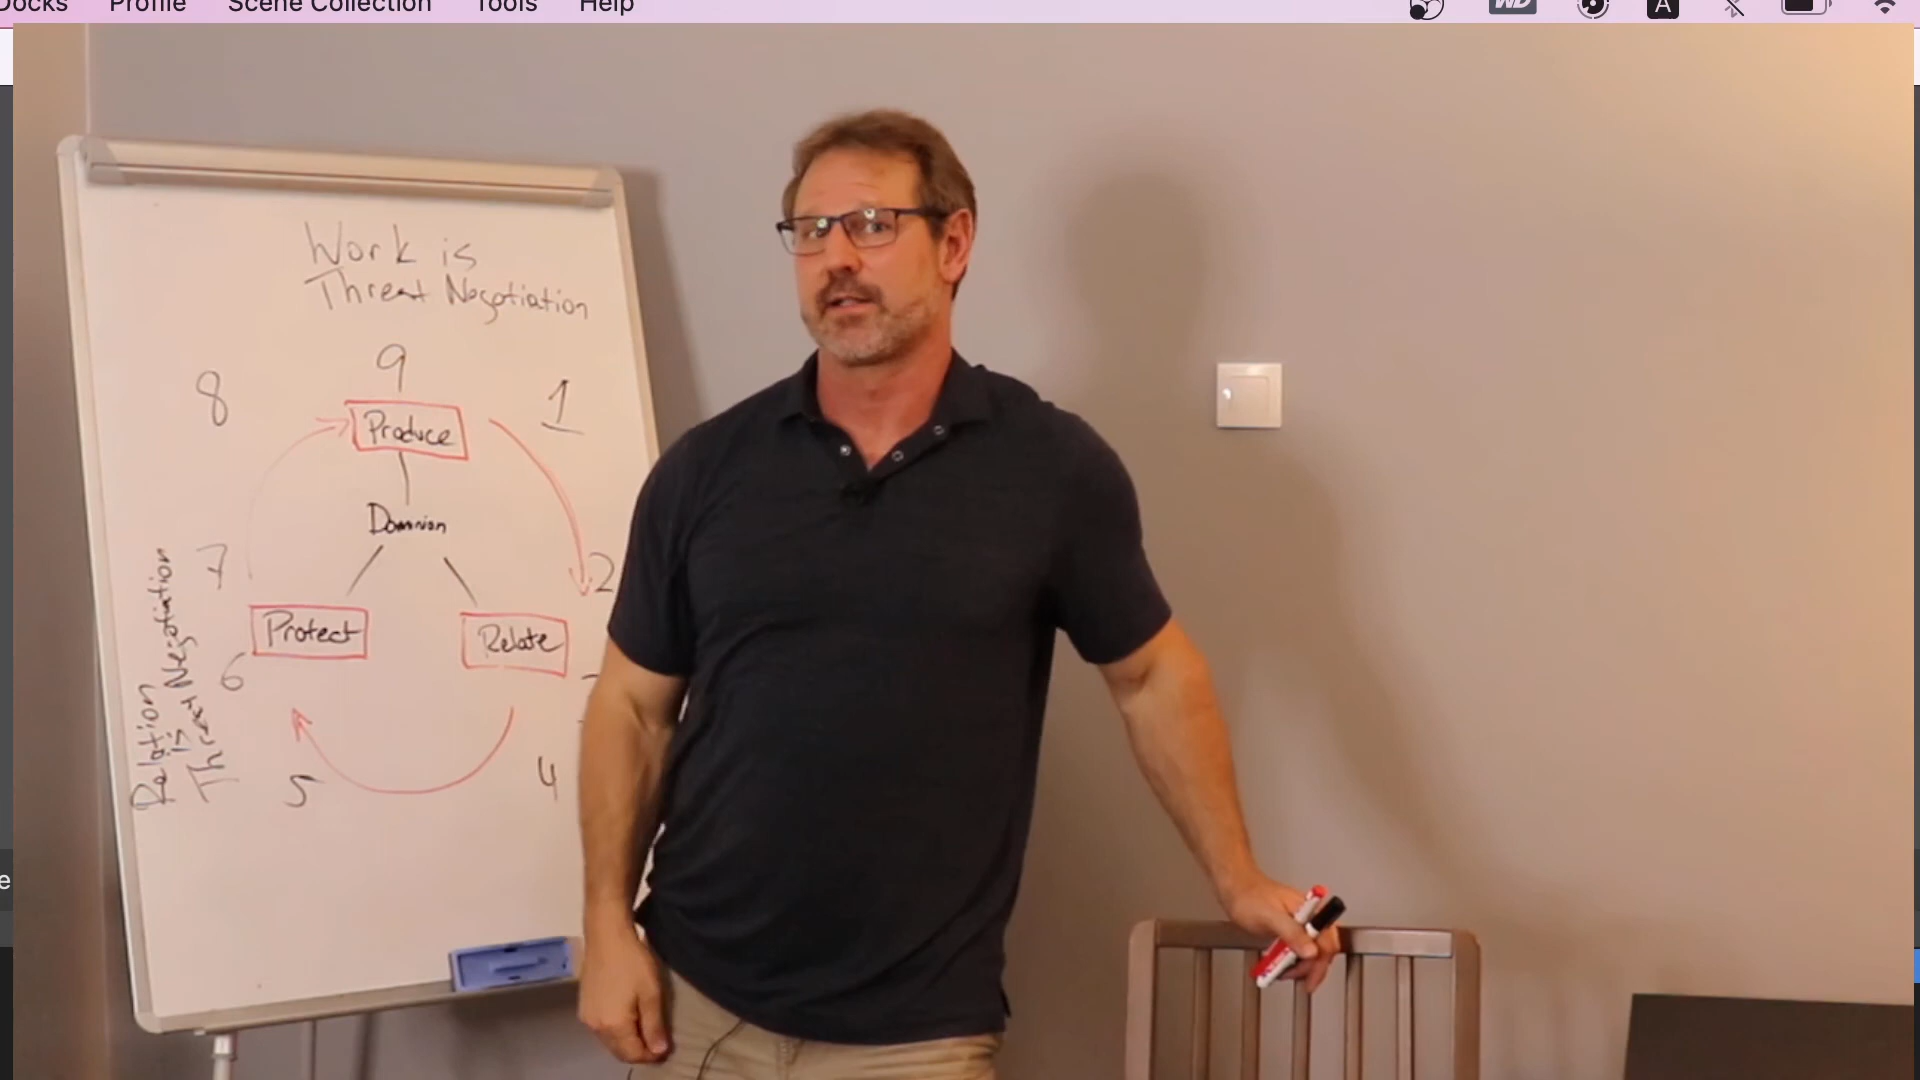 Docks Profile Scene Collection Tools Help
WD
A
Work is
Threat Negotiation
9
8
1
Produce
Dominion
7
2
Protect
Relate
6
5
4
Relation
is
Threat Negotiation
e